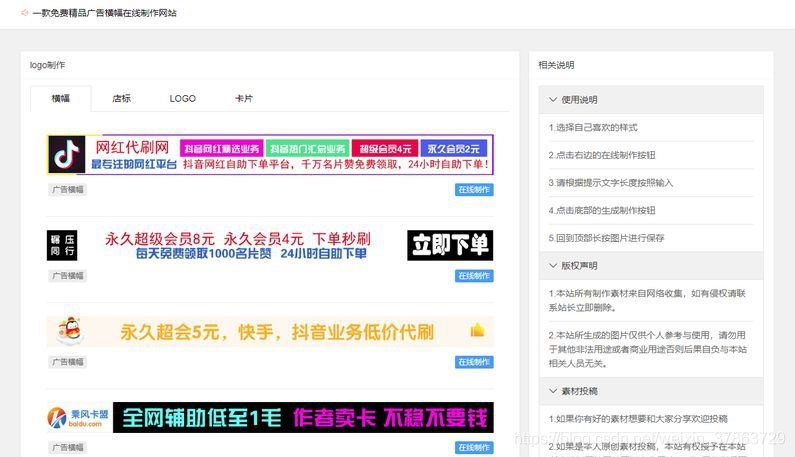 一款免费精品广告横幅在线制作网站
logo制作
横幅
店标
LOGO
卡片
网红代刷网
抖音网红精选业务
抖音热门汇总业务
超级会员4元
永久会员2元
最专注的网红平台
抖音网红自助下单平台，千万名片赞免费领取，24小时自助下单！
广告横幅
在线制作
碾压
同行
永久超级会员8元 永久会员4元 下单秒刷
每天免费领取1000名片赞 24小时自助下单
立即下单
广告横幅
在线制作
永久超会5元，快手，抖音业务低价代刷
广告横幅
在线制作
乘风卡盟
baidu.com
全网辅助低至1毛 作者卖卡 不稳不要钱
广告横幅
在线制作
相关说明
使用说明
1.选择自己喜欢的样式
2.点击右边的在线制作按钮
3.请根据提示文字长度按照输入
4.点击底部的生成制作按钮
5.回到顶部长按图片进行保存
版权声明
1.本站所有制作素材来自网络收集，如有侵权请联
系站长立即删除。
2.本站所生成的图片仅供个人参考与使用，请勿用
于其他非法用途或者商业用途否则后果自负与本站
相关人员无关。
素材投稿
1.如果你有好的素材想要和大家分享欢迎投稿
2.如果是本人原创素材投稿，本站有权授予在本站
https://blog.csdn.net/weixin_37863729